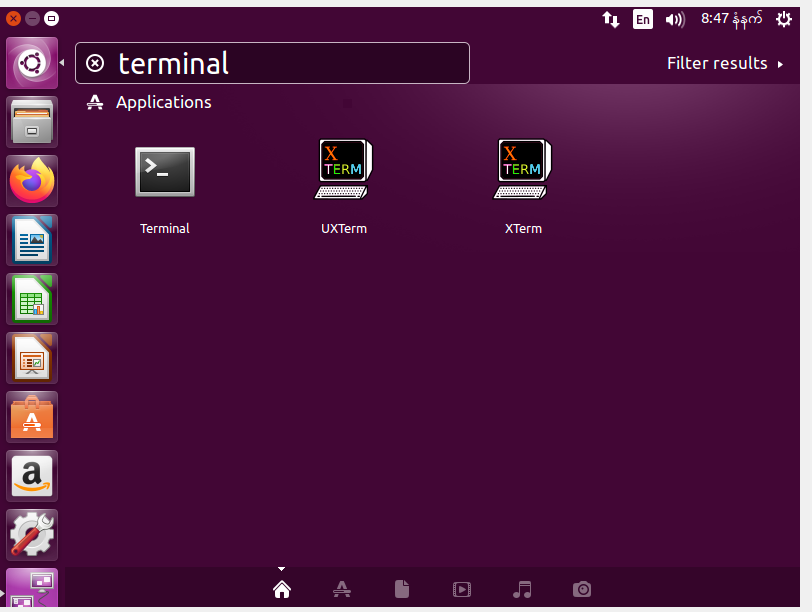 En 8:47 နံနက်
terminal
Filter results
Applications
X TERM X TERM
Terminal UXTerm XTerm
a